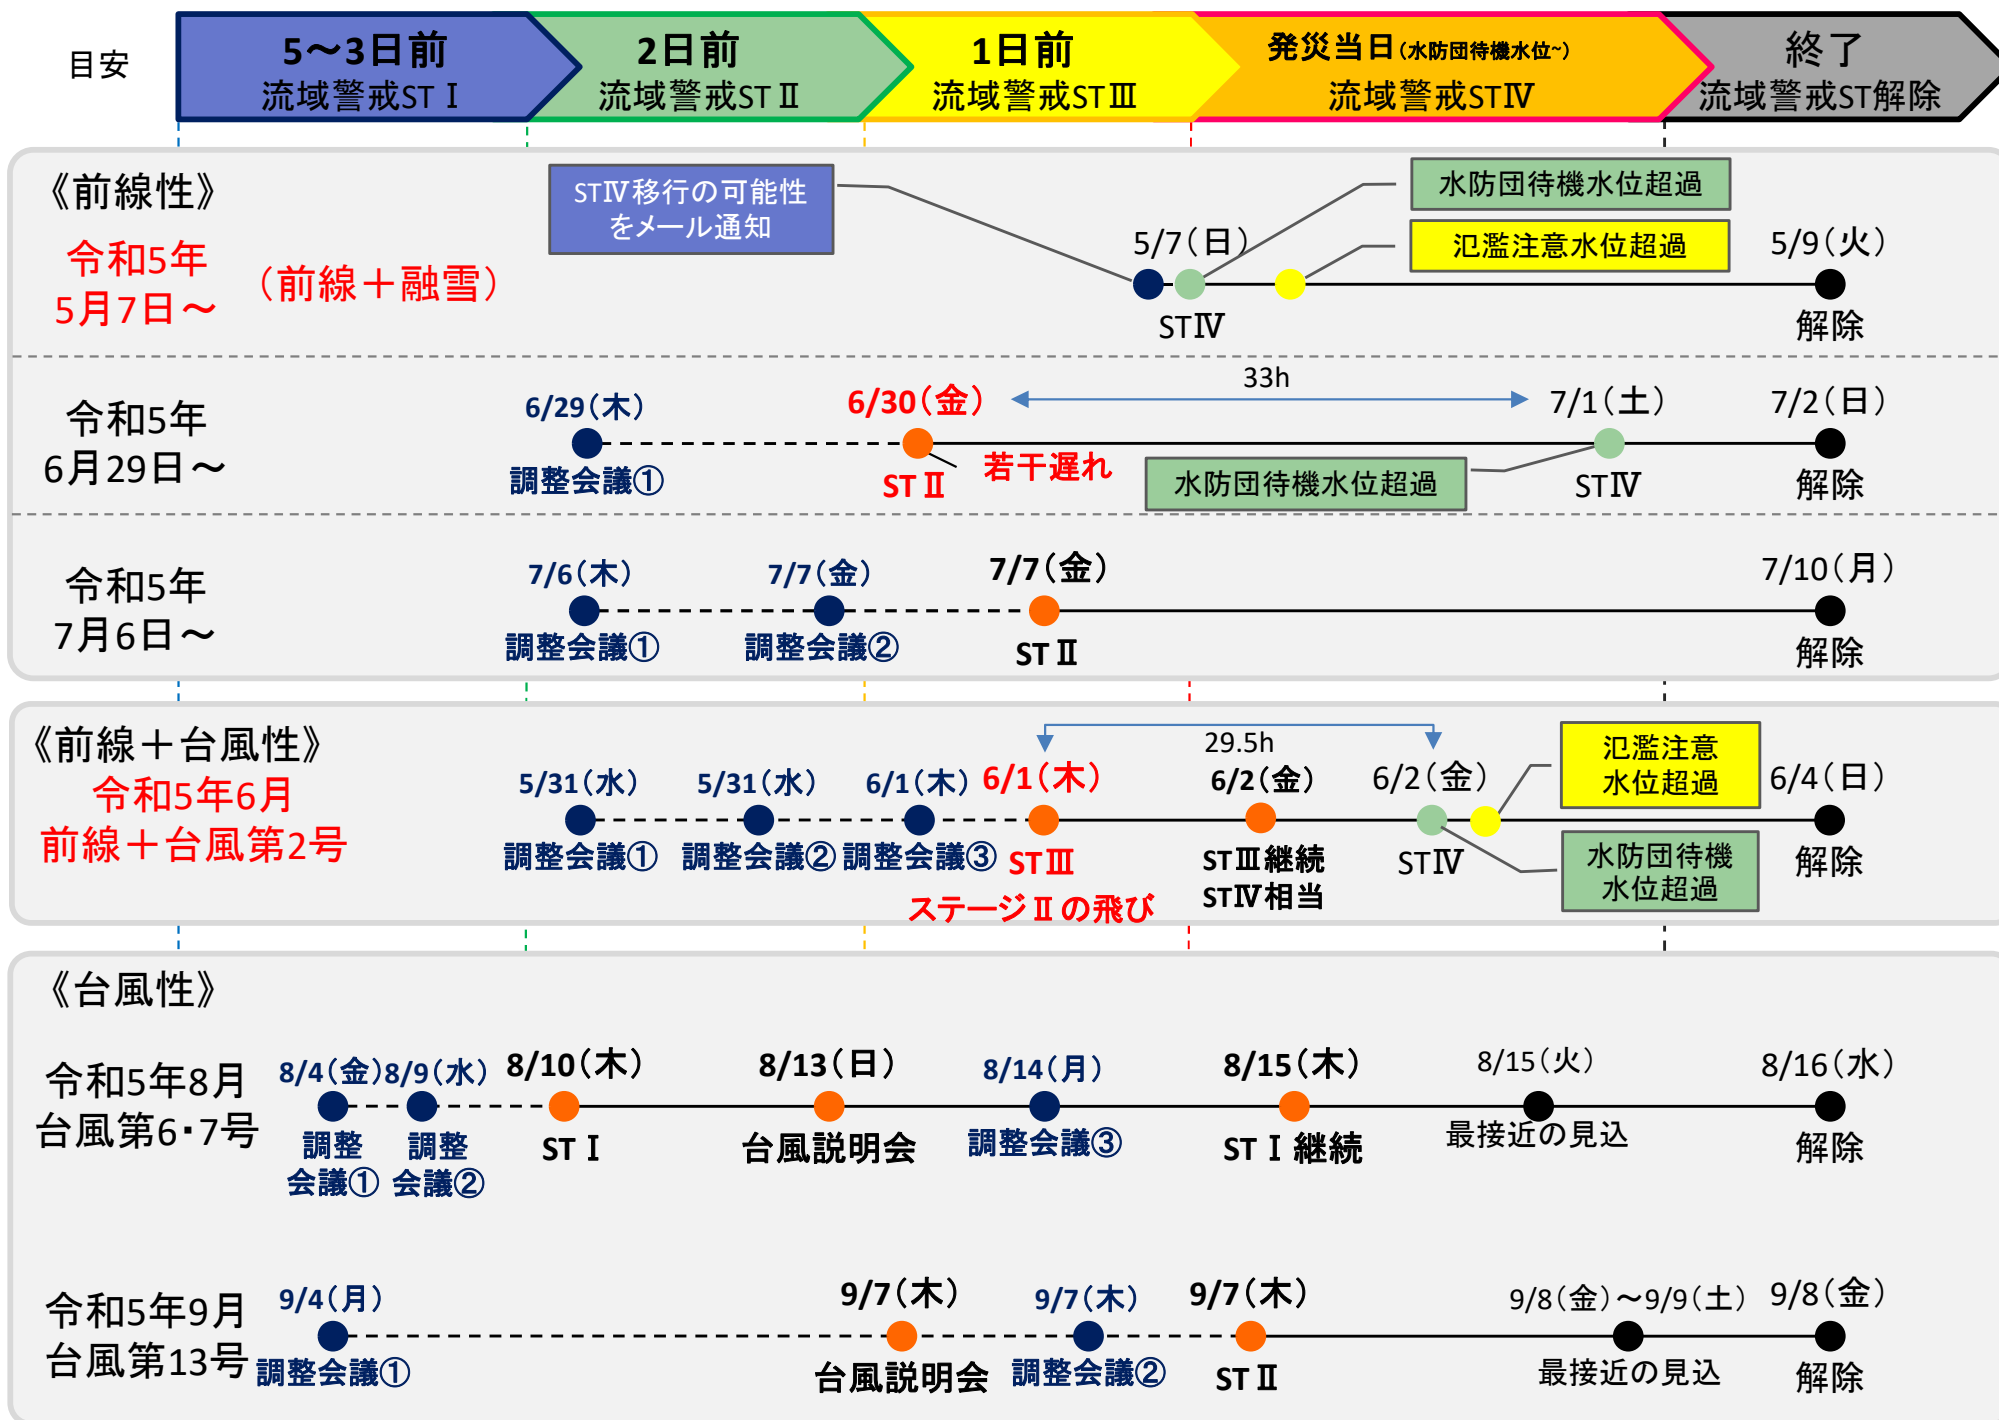 目安
5～3日前
流域警戒STⅠ
2日前
流域警戒STⅡ
1日前
流域警戒STⅢ
発災当日(水防団待機水位~)
流域警戒STⅣ
終了
流域警戒ST解除
《前線性》
令和5年
5月7日～
（前線＋融雪）
STⅣ移行の可能性
をメール通知
5/7（日）
STⅣ
水防団待機水位超過
氾濫注意水位超過
5/9（火）
解除
令和5年
6月29日～
6/29（木）
調整会議①
6/30（金）
STⅡ
若干遅れ
33h
水防団待機水位超過
7/1（土）
STⅣ
7/2（日）
解除
令和5年
7月6日～
7/6（木）
調整会議①
7/7（金）
調整会議②
7/7（金）
STⅡ
7/10（月）
解除
《前線＋台風性》
令和5年6月
前線＋台風第2号
5/31（水）
調整会議①
5/31（水）
調整会議②
6/1（木）
調整会議③
6/1（木）
STⅢ
ステージⅡの飛び
29.5h
6/2（金）
STⅢ継続
STⅣ相当
6/2（金）
STⅣ
氾濫注意
水位超過
水防団待機
水位超過
6/4（日）
解除
《台風性》
令和5年8月
台風第6・7号
8/4（金）
調整
会議①
8/9（水）
調整
会議②
8/10（木）
STⅠ
8/13（日）
台風説明会
8/14（月）
調整会議③
8/15（木）
STⅠ継続
8/15（火）
最接近の見込
8/16（水）
解除
令和5年9月
台風第13号
9/4（月）
調整会議①
9/7（木）
台風説明会
9/7（木）
調整会議②
9/7（木）
STⅡ
9/8（金）～9/9（土）
最接近の見込
9/8（金）
解除